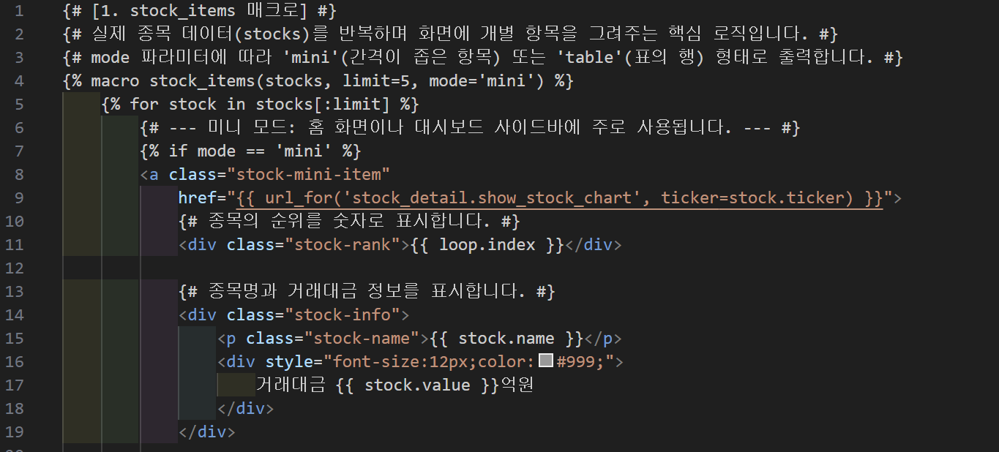 1 {# [1. stock_items 매크로] #}
2 {# 실제 종목 데이터(stocks)를 반복하며 화면에 개별 항목을 그려주는 핵심 로직입니다. #}
3 {# mode 파라미터에 따라 'mini'(간격이 좁은 항목) 또는 'table'(표의 행) 형태로 출력합니다. #}
4 {% macro stock_items(stocks, limit=5, mode='mini') %}
5 {% for stock in stocks[:limit] %}
6 {# --- 미니 모드: 홈 화면이나 대시보드 사이드바에 주로 사용됩니다. --- #}
7 {% if mode == 'mini' %}
8 <a class="stock-mini-item"
9 href="{{ url_for('stock_detail.show_stock_chart', ticker=stock.ticker) }}">
10 {# 종목의 순위를 숫자로 표시합니다. #}
11 <div class="stock-rank">{{ loop.index }}</div>
12
13 {# 종목명과 거래대금 정보를 표시합니다. #}
14 <div class="stock-info">
15 <p class="stock-name">{{ stock.name }}</p>
16 <div style="font-size:12px;color:#999;">
17 거래대금 {{ stock.value }}억원
18 </div>
19 </div>